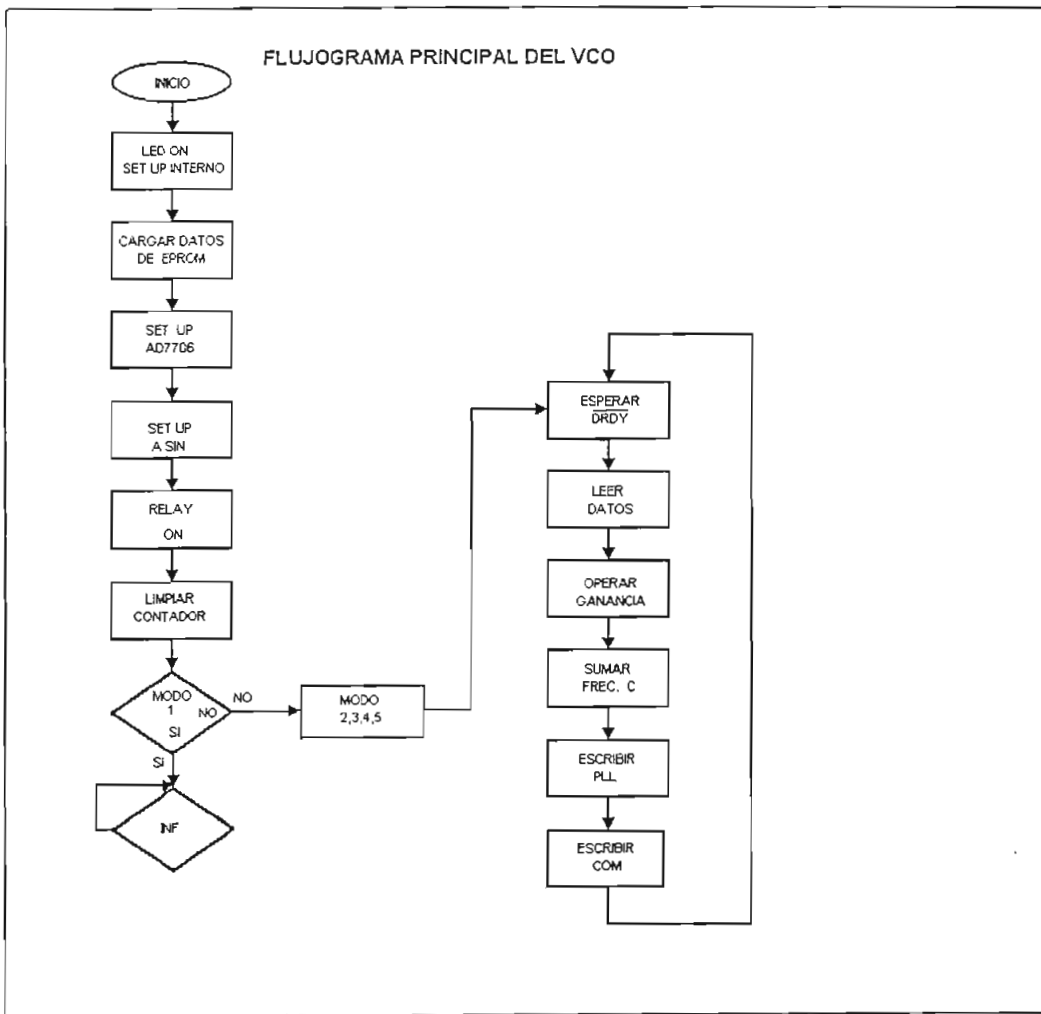 FLUJOGRAMA PRINCIPAL DEL VCO
INICIO
LED ON
SET UP INTERNO
CARGAR DATOS
DE EPROM
SET UP
AD7706
SET UP
A SIN
RELAY
ON
LIMPIAR
CONTADOR
MODO
1
NO
SI
NO
SI
INF
MODO
2,3,4,5
ESPERAR
DRDY
LEER
DATOS
OPERAR
GANANCIA
SUMAR
FREC. C
ESCRIBIR
PLL
ESCRIBIR
COM